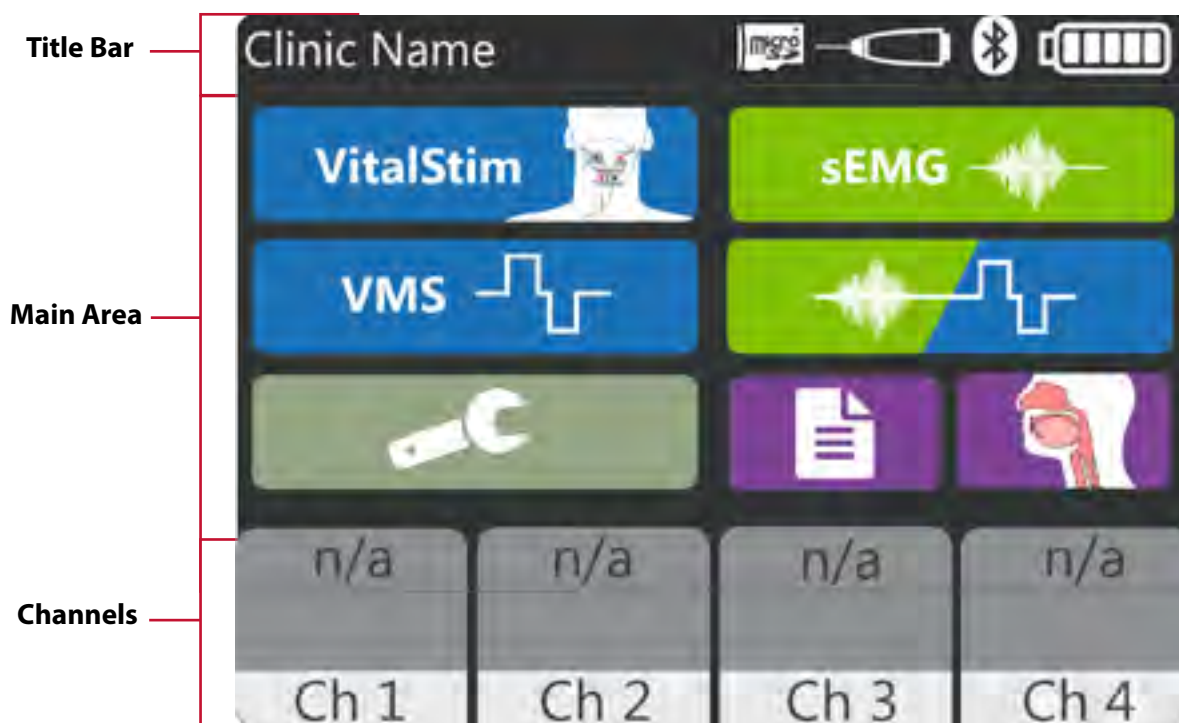 Title Bar
Clinic Name
micro
VitalStim
sEMG
Main Area
VMS
n/a n/a n/a n/a
Channels
Ch 1 Ch 2 Ch 3 Ch 4